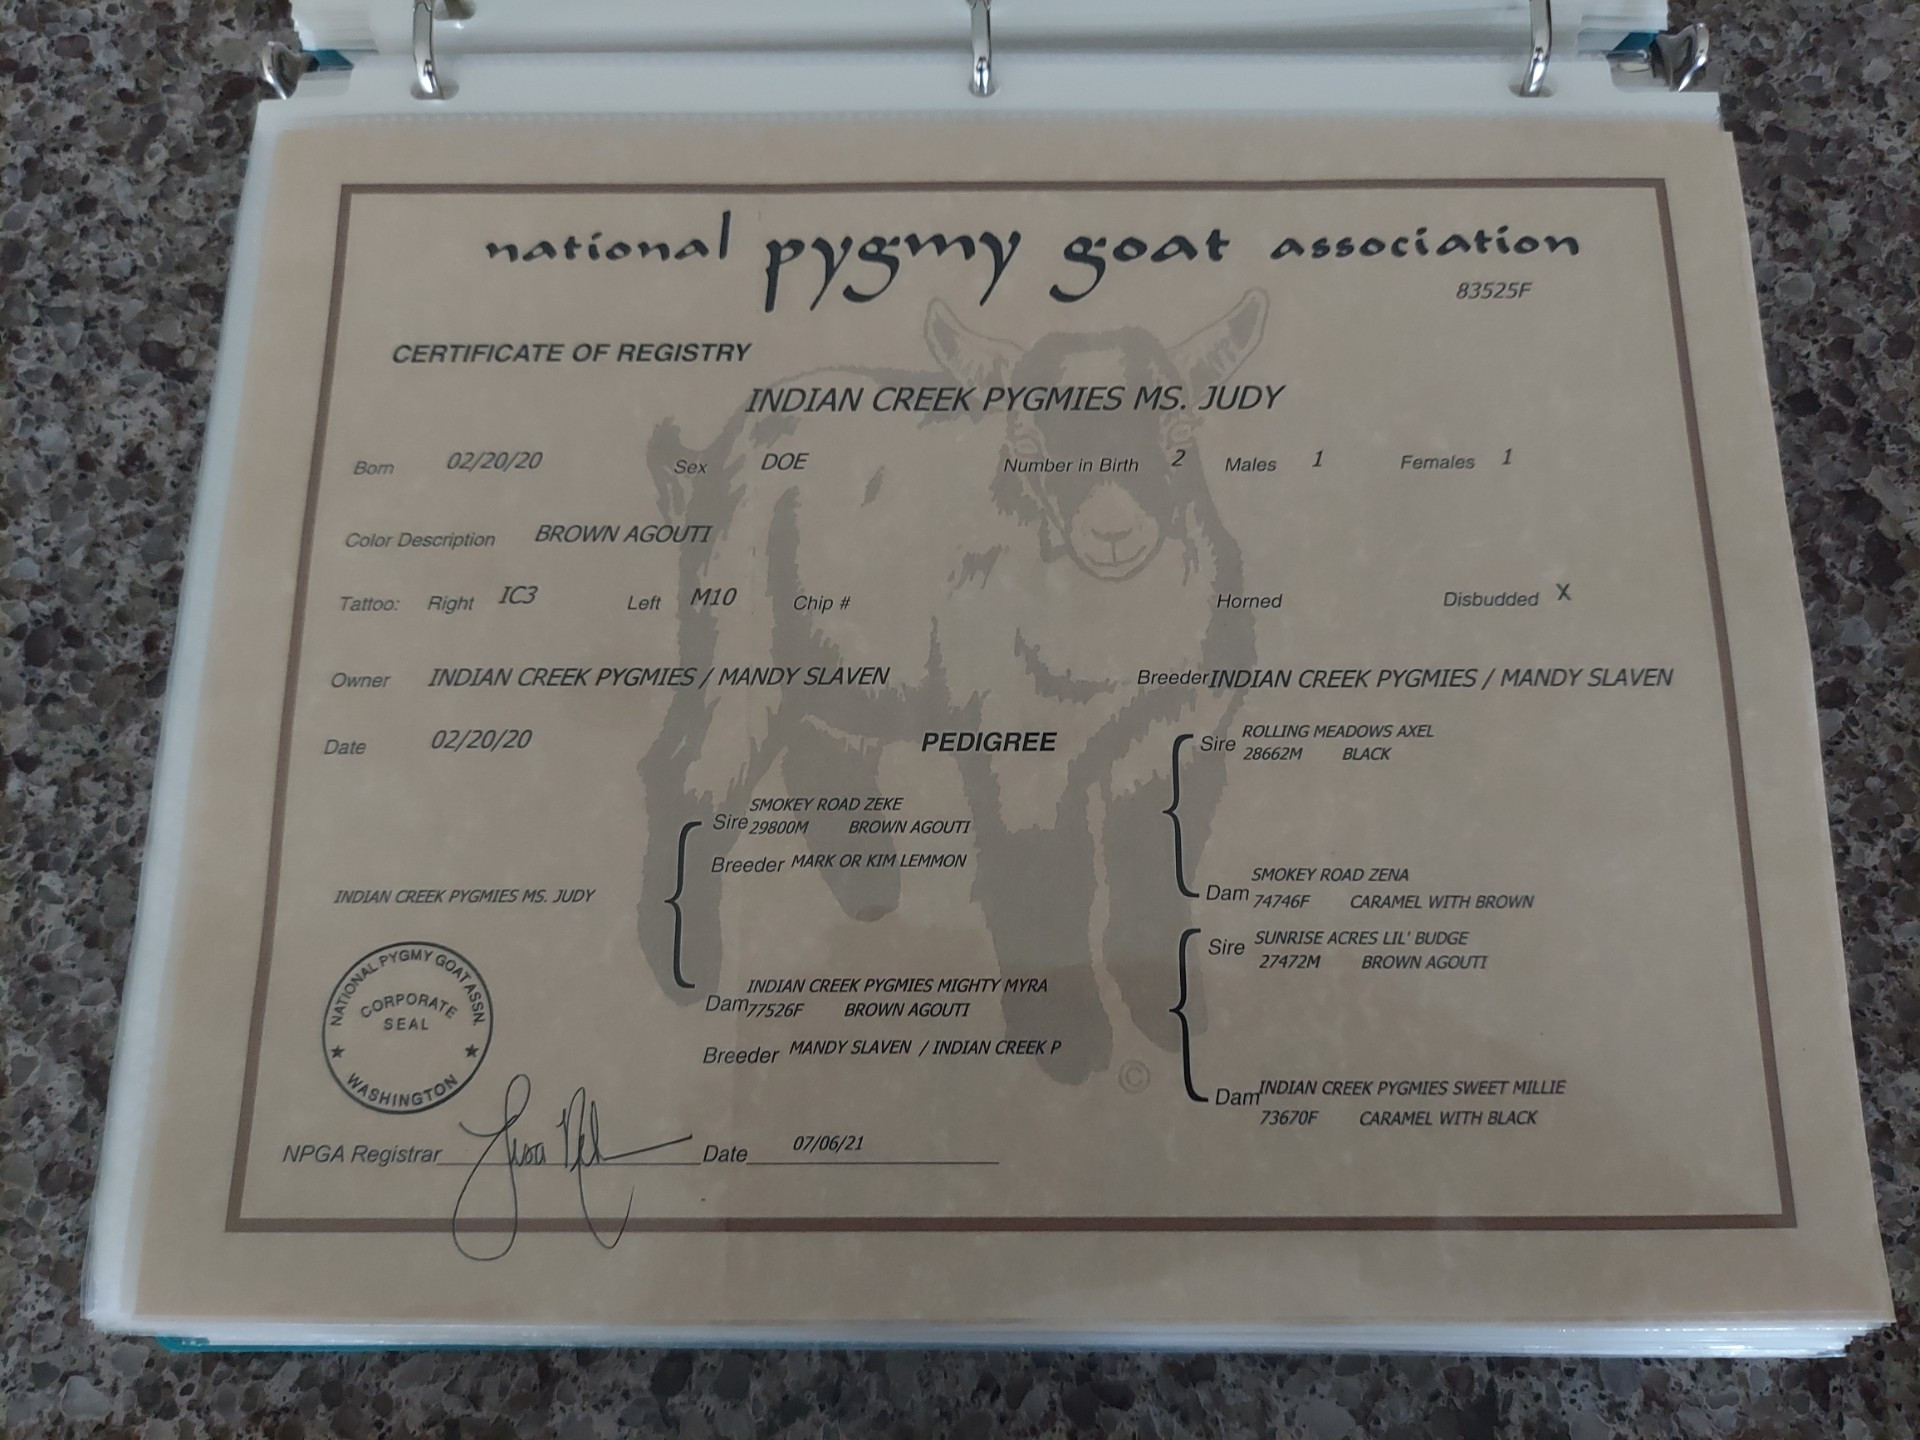 national pygmy goat association
83525F
CERTIFICATE OF REGISTRY
INDIAN CREEK PYGMIES MS. JUDY
Born 02/20/20 Sex DOE Number in Birth 2 Males 1 Females 1
Color Description BROWN AGOUTI
Tattoo: Right IC3 Left M10 Chip # Horned Disbudded X
Owner INDIAN CREEK PYGMIES / MANDY SLAVEN Breeder INDIAN CREEK PYGMIES / MANDY SLAVEN
Date 02/20/20 PEDIGREE
Sire ROLLING MEADOWS AXEL
28662M BLACK
SMOKEY ROAD ZEKE
Sire 29800M BROWN AGOUTI
Breeder MARK OR KIM LEMMON
SMOKEY ROAD ZENA
Dam 74746F CARAMEL WITH BROWN
INDIAN CREEK PYGMIES MS. JUDY
Sire SUNRISE ACRES LIL' BUDGE
27472M BROWN AGOUTI
INDIAN CREEK PYGMIES MIGHTY MYRA
Dam 77526F BROWN AGOUTI
Breeder MANDY SLAVEN / INDIAN CREEK P
Dam INDIAN CREEK PYGMIES SWEET MILLIE
73670F CARAMEL WITH BLACK
NATIONAL PYGMY GOAT ASSN.
CORPORATE
SEAL
WASHINGTON
©
NPGA Registrar Date 07/06/21